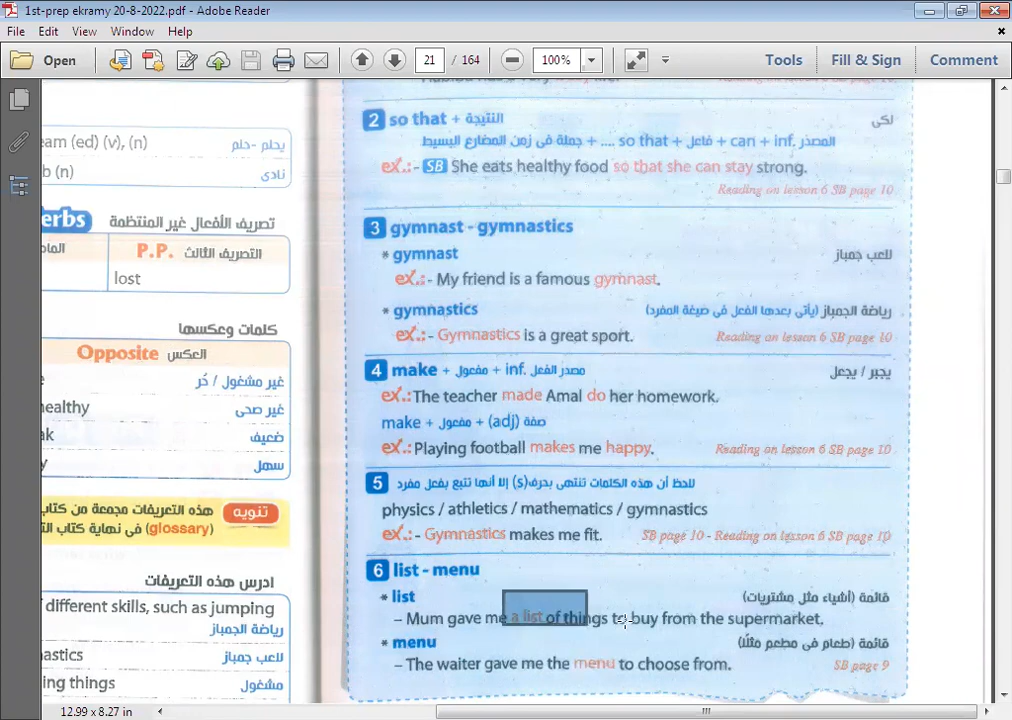 1st-prep ekramy 20-8-2022.pdf - Adobe Reader
File Edit View Window Help
Open 21 / 164 100% Tools Fill & Sign Comment
eam (ed) (v), (n) يحلم -حلم
b (n) نادى
erbs تصريف الأفعال غير المنتظمة
P.P. التصريف الثالث
lost
كلمات وعكسها
Opposite العكس
غير مشغول / حُر
healthy غير صحى
ak ضعيف
y سهل
تنويه هذه التعريفات مجمعة من كتاب
(glossary) فى نهاية كتاب
ادرس هذه التعريفات
different skills, such as jumping
رياضة الجمباز
nastics لاعب جمباز
ing things مشغول
2 so that + النتيجة لكى
المصدر so that + فاعل + can + inf. .... + جملة فى زمن المضارع البسيط
ex.:- SB She eats healthy food so that she can stay strong.
Reading on lesson 6 SB page 10
3 gymnast - gymnastics
* gymnast لاعب جمباز
ex.:- My friend is a famous gymnast.
* gymnastics رياضة الجمباز (يأتى بعدها الفعل فى صيغة المفرد)
ex.:- Gymnastics is a great sport. Reading on lesson 6 SB page 10
4 make + مفعول + inf. مصدر الفعل يجبر / يجعل
ex.: The teacher made Amal do her homework.
make + مفعول + (adj) صفة
ex.: Playing football makes me happy. Reading on lesson 6 SB page 10
5 لاحظ أن هذه الكلمات تنتهى بحرف(s) إلا أنها تتبع بفعل مفرد
physics / athletics / mathematics / gymnastics
ex.:- Gymnastics makes me fit. SB page 10 - Reading on lesson 6 SB page 10
6 list - menu
* list قائمة (أشياء مثل مشتريات)
– Mum gave me a list of things to buy from the supermarket.
* menu قائمة (طعام فى مطعم مثلًا)
– The waiter gave me the menu to choose from. SB page 9
12.99 x 8.27 in